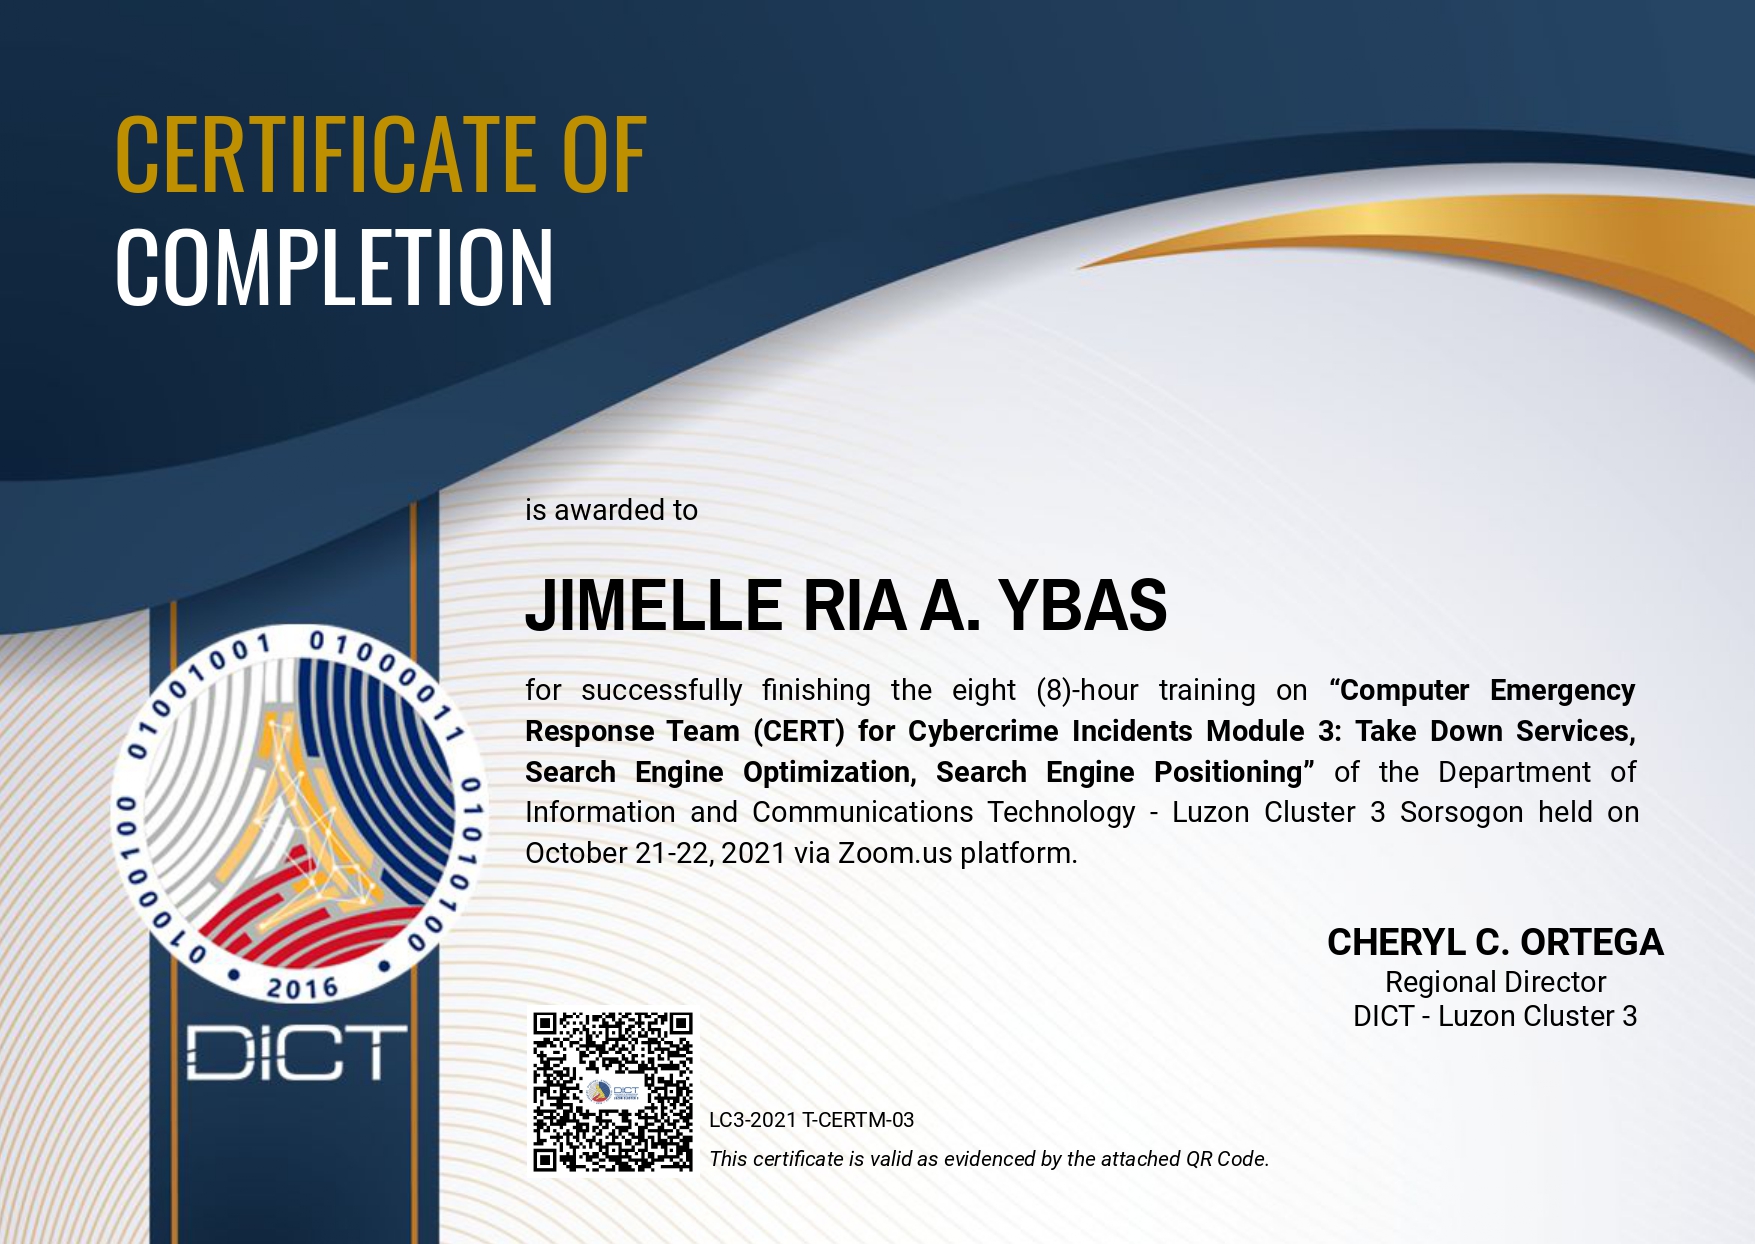 CERTIFICATE OF
COMPLETION
is awarded to
JIMELLE RIA A. YBAS
for successfully finishing the eight (8)-hour training on “Computer Emergency
Response Team (CERT) for Cybercrime Incidents Module 3: Take Down Services,
Search Engine Optimization, Search Engine Positioning” of the Department of
Information and Communications Technology - Luzon Cluster 3 Sorsogon held on
October 21-22, 2021 via Zoom.us platform.
01000100 01001001 01000011 01010100
2016
DICT
CHERYL C. ORTEGA
Regional Director
DICT - Luzon Cluster 3
DICT
LC3-2021 T-CERTM-03
This certificate is valid as evidenced by the attached QR Code.